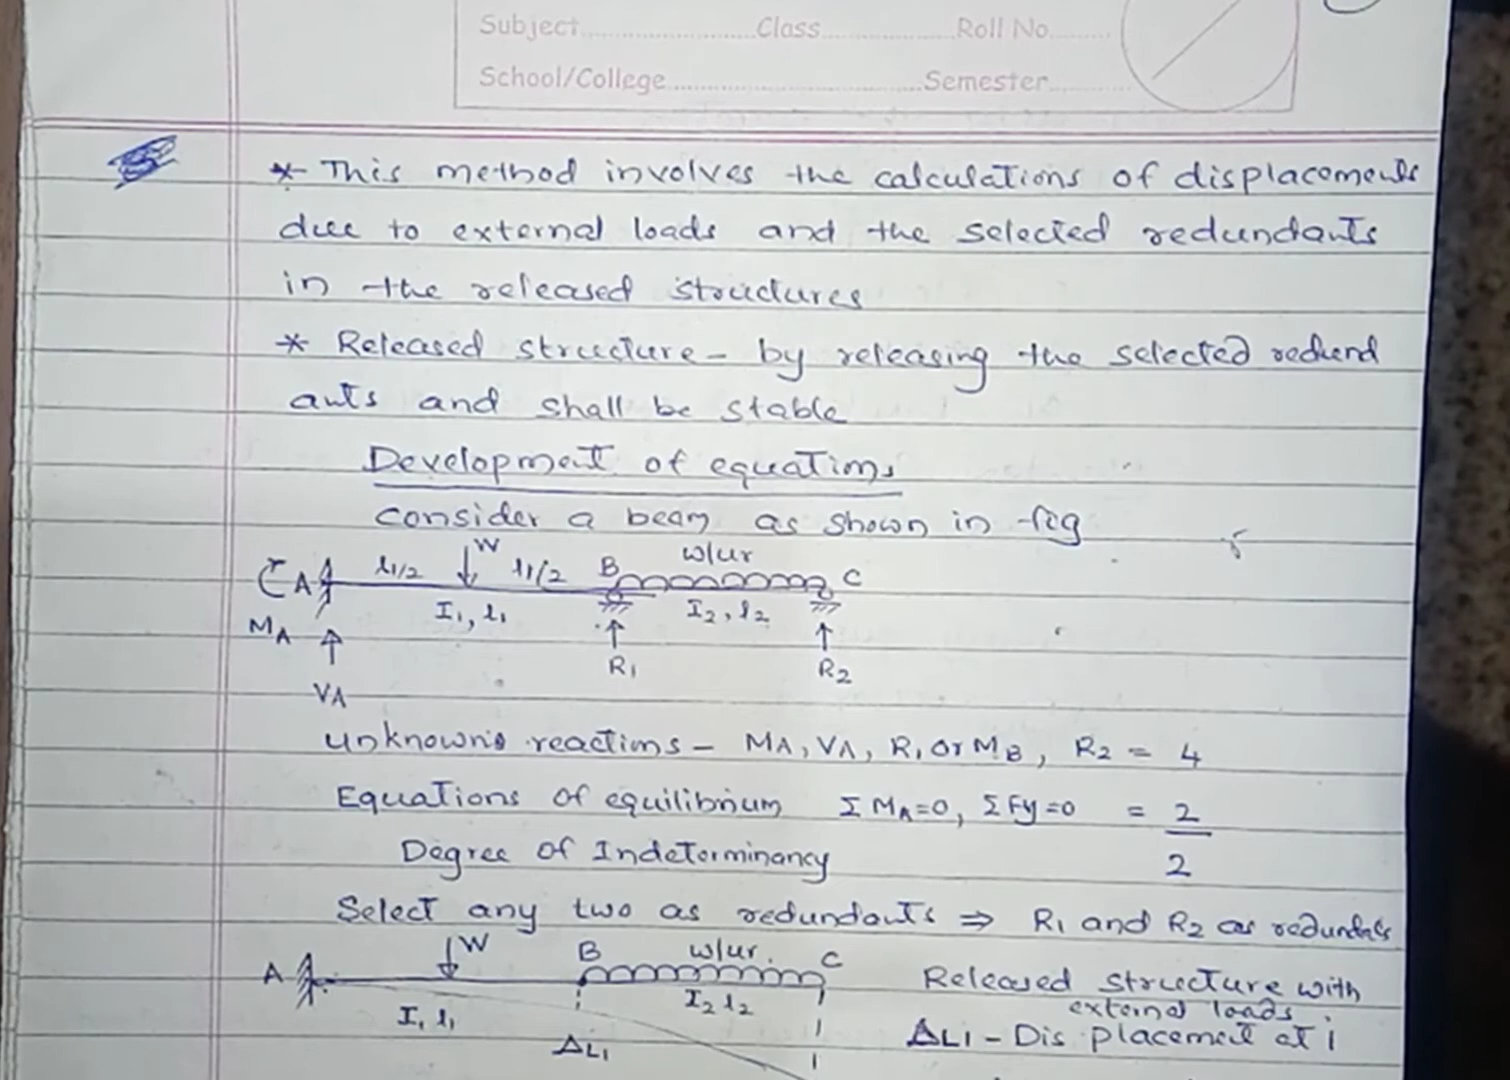 Subject Class Roll No.
School/College Semester
* This method involves the calculations of displacements
due to external loads and the selected redundants
in the released structures
* Released structure - by releasing the selected redund
ants and shall be stable
Development of equations
consider a beam as shown in fig
A l1/2 W l1/2 B w/ur C
MA I1, l1 I2, l2
VA R1 R2
Unknowns reactions - MA, VA, R1 or MB, R2 = 4
Equations of equilibrium ΣMA=0, ΣFy=0 = 2
Degree of Indeterminancy 2
Select any two as redundants ⇒ R1 and R2 as redundants
A W B w/ur. C Released structure with
I1 l1 I2 l2 external loads
ΔL1 ΔL1 - Displacement at 1